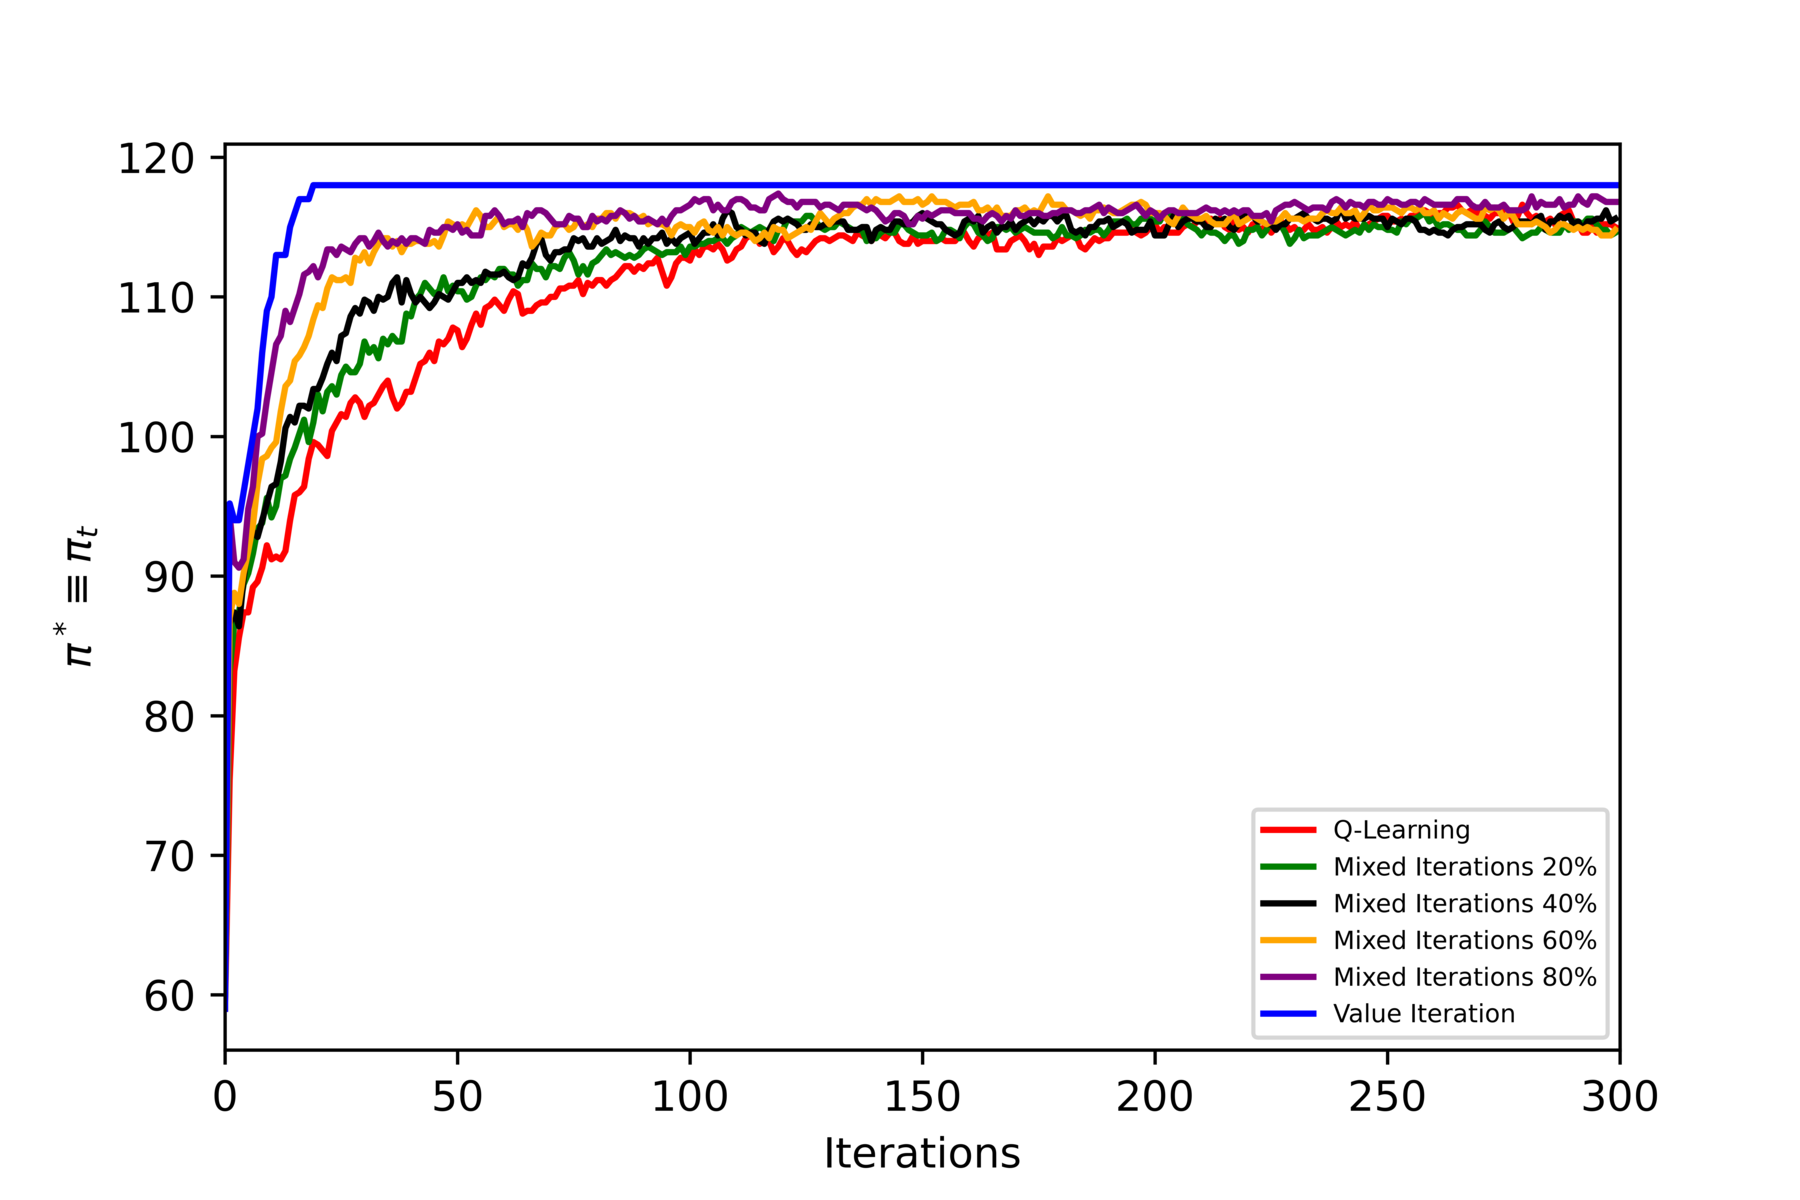 120
110
100
90
80
70
60
π* ≡ πt
0 50 100 150 200 250 300
Iterations
Q-Learning
Mixed Iterations 20%
Mixed Iterations 40%
Mixed Iterations 60%
Mixed Iterations 80%
Value Iteration